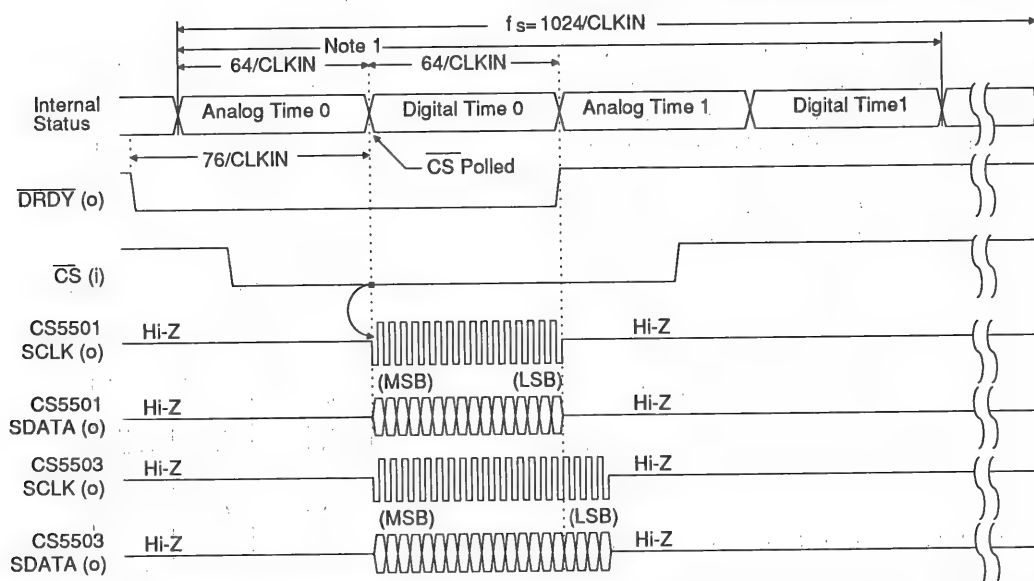 f s= 1024/CLKIN
Note 1
64/CLKIN 64/CLKIN
Internal Status
Analog Time 0 Digital Time 0 Analog Time 1 Digital Time1
76/CLKIN
CS Polled
DRDY (o)
CS (i)
CS5501
SCLK (o)
Hi-Z Hi-Z
(MSB) (LSB)
CS5501
SDATA (o)
Hi-Z Hi-Z
CS5503
SCLK (o)
Hi-Z Hi-Z
(MSB) (LSB)
CS5503
SDATA (o)
Hi-Z Hi-Z